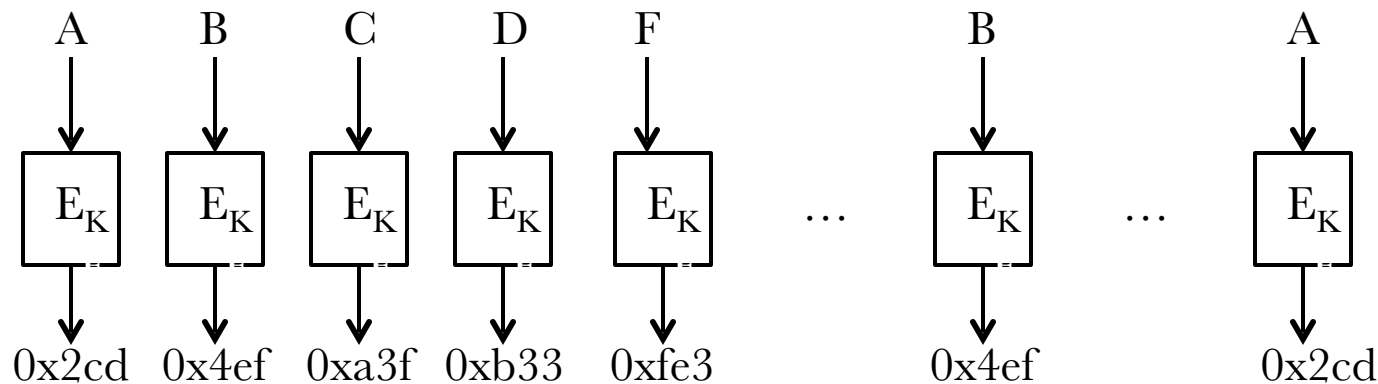 A B C D F B A
E_K E_K E_K E_K E_K … E_K … E_K
0x2cd 0x4ef 0xa3f 0xb33 0xfe3 0x4ef 0x2cd